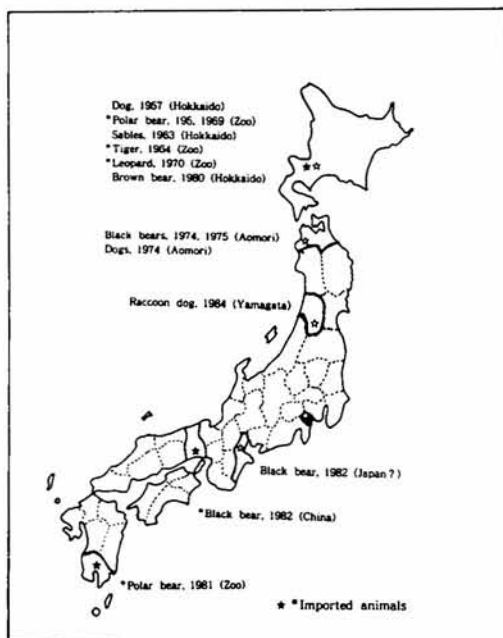 Dog, 1957 (Hokkaido)
*Polar bear, 195, 1969 (Zoo)
Sables, 1963 (Hokkaido)
*Tiger, 1964 (Zoo)
*Leopard, 1970 (Zoo)
Brown bear, 1980 (Hokkaido)
Black bears, 1974, 1975 (Aomori)
Dogs, 1974 (Aomori)
Raccoon dog, 1984 (Yamagata)
Black bear, 1982 (Japan?)
*Black bear, 1982 (China)
*Polar bear, 1981 (Zoo)
★ *Imported animals